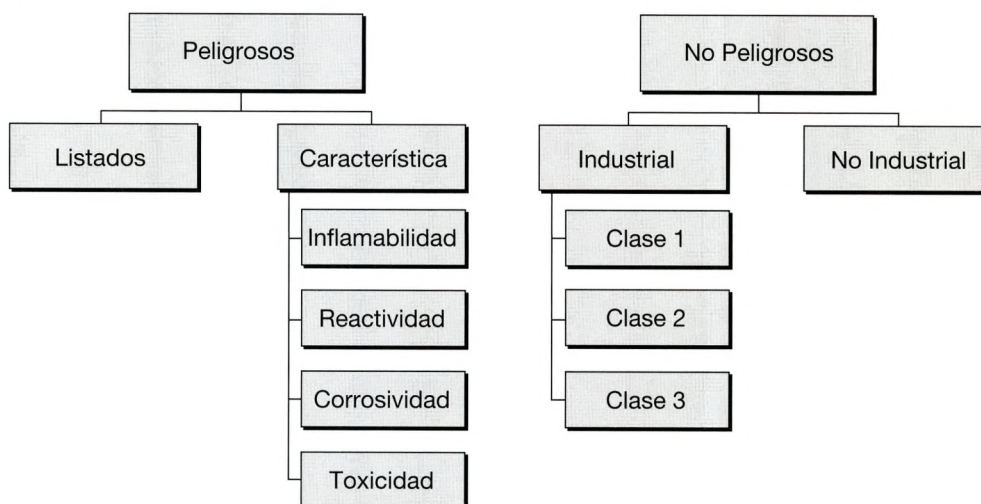 Peligrosos
Listados
Característica
Inflamabilidad
Reactividad
Corrosividad
Toxicidad
No Peligrosos
Industrial
No Industrial
Clase 1
Clase 2
Clase 3